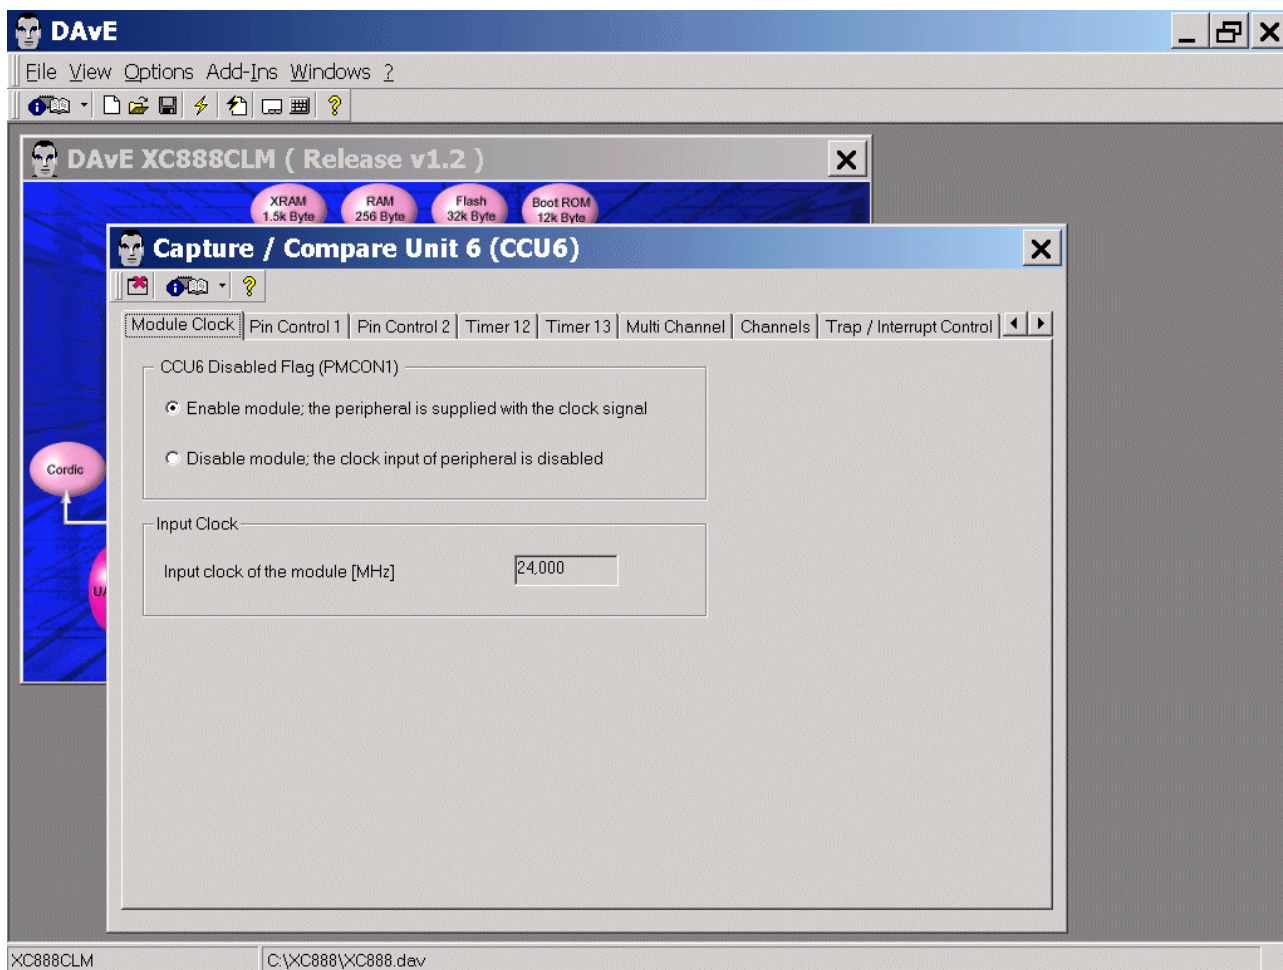 DAvE
File View Options Add-Ins Windows ?
DAvE XC888CLM ( Release v1.2 )
XRAM
1.5k Byte
RAM
256 Byte
Flash
32k Byte
Boot ROM
12k Byte
Capture / Compare Unit 6 (CCU6)
Module Clock Pin Control 1 Pin Control 2 Timer 12 Timer 13 Multi Channel Channels Trap / Interrupt Control
CCU6 Disabled Flag (PMCON1)
Enable module; the peripheral is supplied with the clock signal
Disable module; the clock input of peripheral is disabled
Cordic
Input Clock
Input clock of the module [MHz] 24,000
XC888CLM C:\XC888\XC888.dav